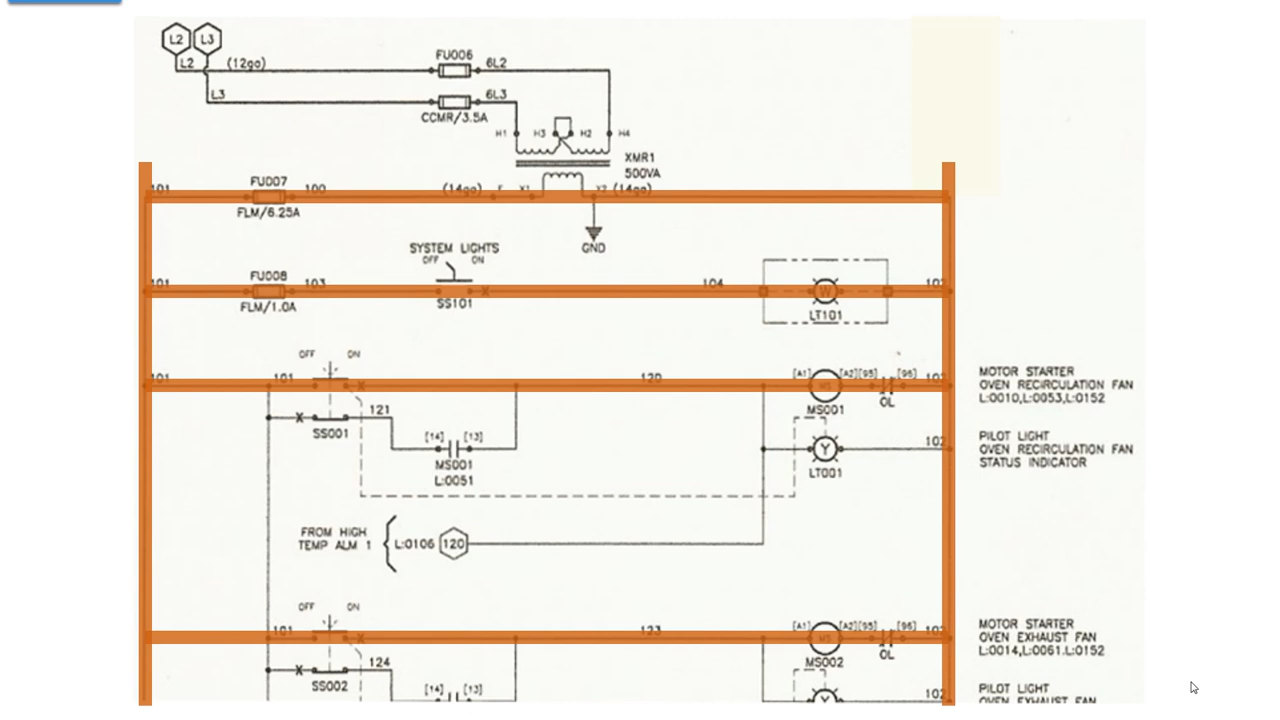 L2 L3
L2 (12ga) FU006 6L2
L3 6L3
CCMR/3.5A
H1 H3 H2 H4
XMR1
500VA
FU007
101 100 (14ga) F X1 X2 (14ga)
FLM/6.25A
GND
SYSTEM LIGHTS
OFF ON
FU008
101 103 104 102
FLM/1.0A SS101 LT101
OFF ON
101 101 120 [A1] [A2][95] [96] 102
MS001 OL
MOTOR STARTER
OVEN RECIRCULATION FAN
L:0010,L:0053,L:0152
X 121
SS001
[14] [13]
MS001
L:0051
Y 102
LT001
PILOT LIGHT
OVEN RECIRCULATION FAN
STATUS INDICATOR
FROM HIGH
TEMP ALM 1
L:0106 120
OFF ON
101 123 [A1] [A2][95] [96] 102
MS002 OL
MOTOR STARTER
OVEN EXHAUST FAN
L:0014,L:0061.L:0152
X 124
SS002
[14] [13]
Y 102
PILOT LIGHT
OVEN EXHAUST FAN